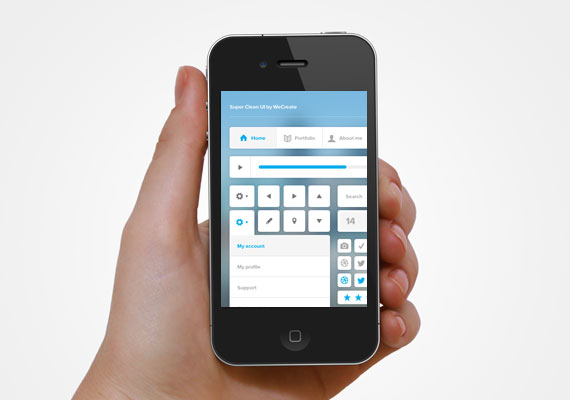 Super Clean UI by WeCreate
Home
Portfolio
About me
Search
14
My account
My profile
Support